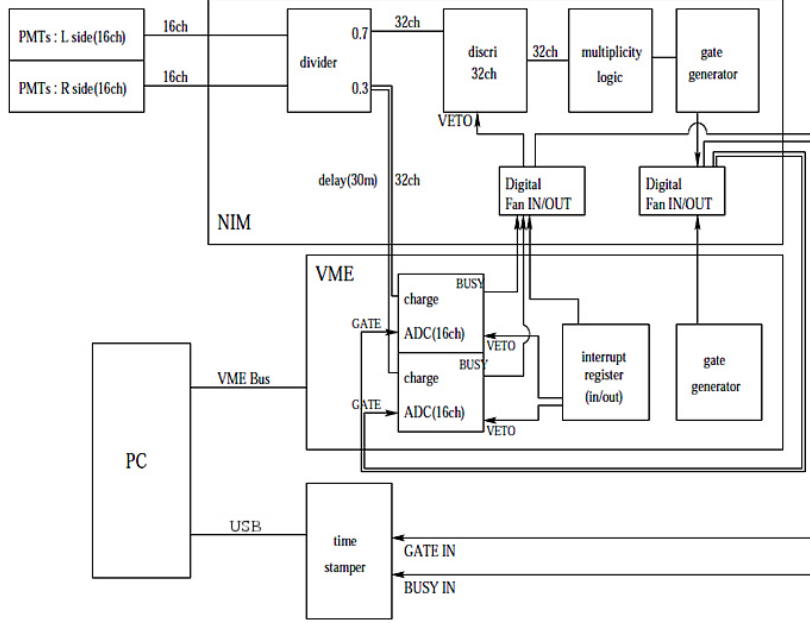 PMTs : L side(16ch)
16ch
PMTs : R side(16ch)
16ch
divider
0.7
0.3
32ch
discri
32ch
32ch
multiplicity
logic
gate
generator
VETO
delay(30m)
32ch
Digital
Fan IN/OUT
Digital
Fan IN/OUT
NIM
VME
BUSY
charge
GATE
ADC(16ch)
VETO
BUSY
charge
GATE
ADC(16ch)
VETO
interrupt
register
(in/out)
gate
generator
VME Bus
PC
USB
time
stamper
GATE IN
BUSY IN